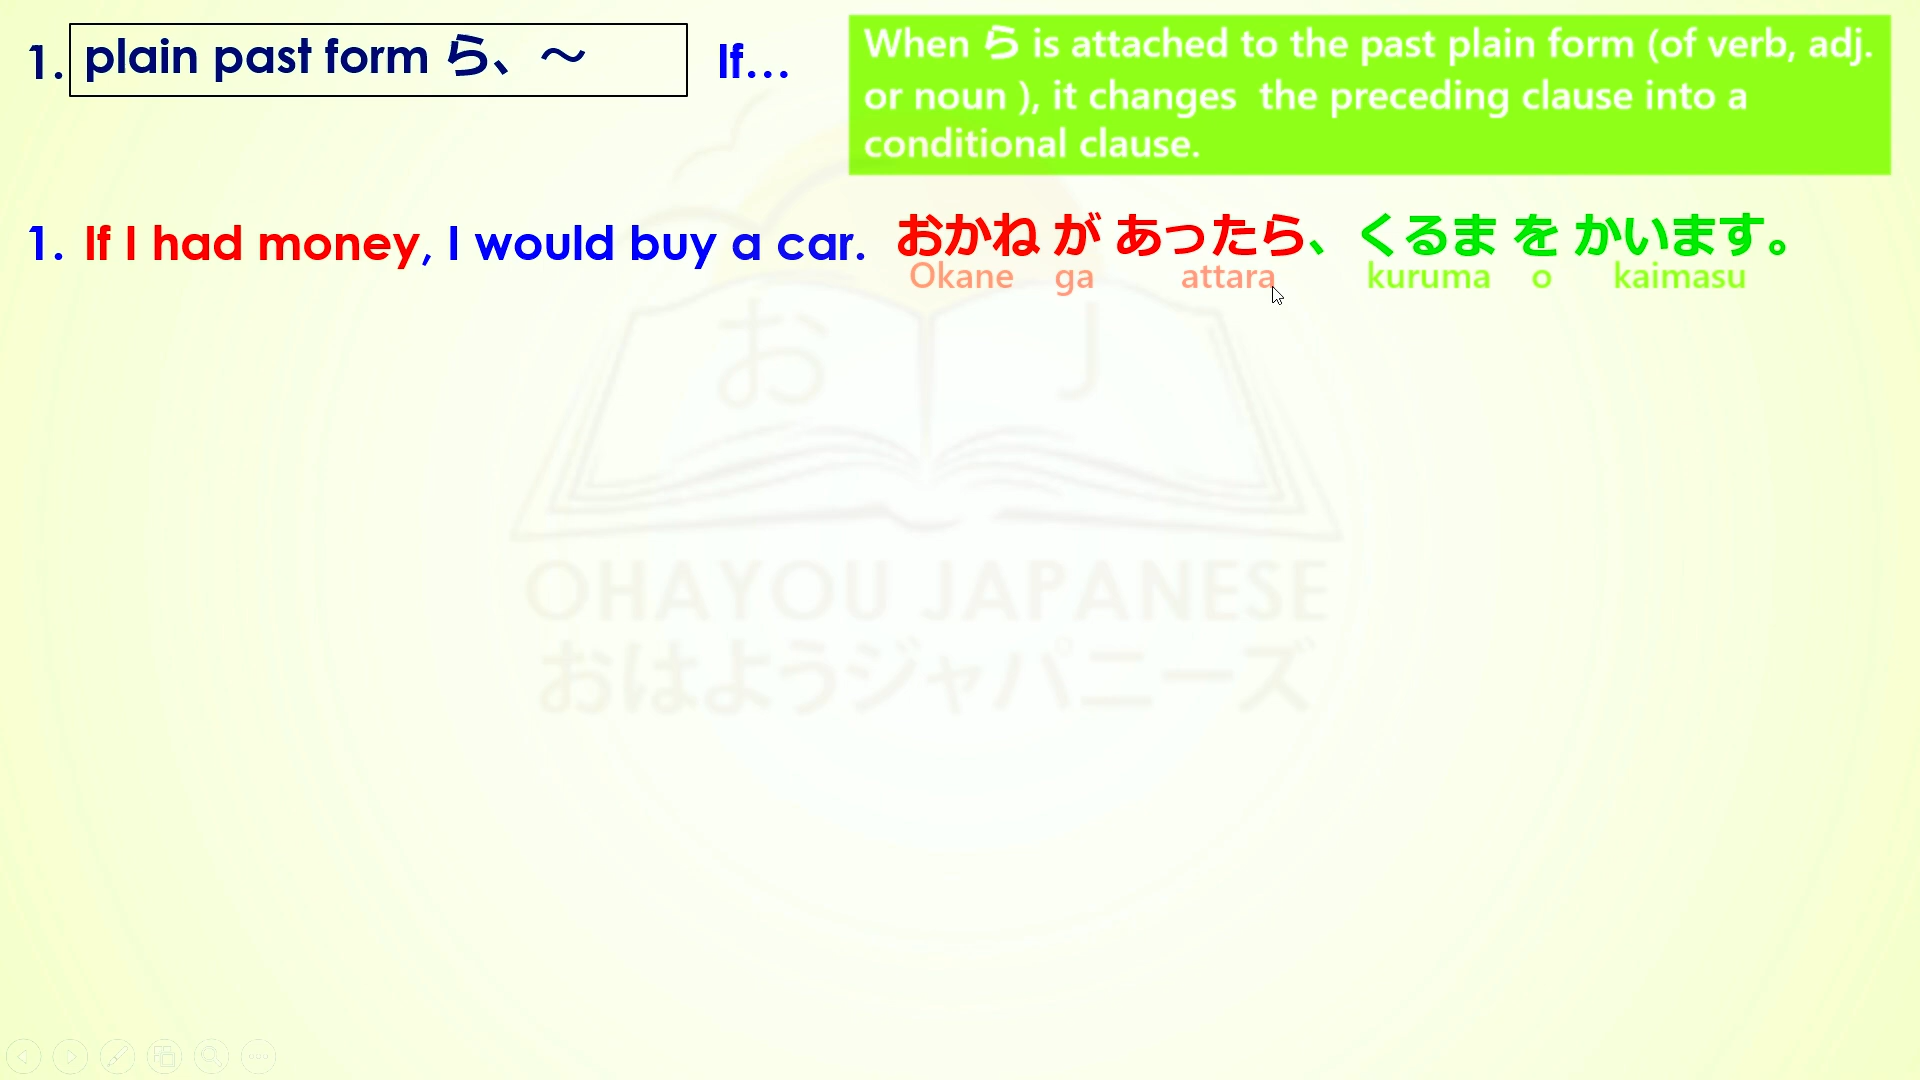 1. plain past form ら、～ If...
When ら is attached to the past plain form (of verb, adj.
or noun ), it changes the preceding clause into a
conditional clause.
1. If I had money, I would buy a car. おかね が あったら、くるま を かいます。
Okane ga attara kuruma o kaimasu
お J
OHAYOU JAPANESE
おはようジャパニーズ